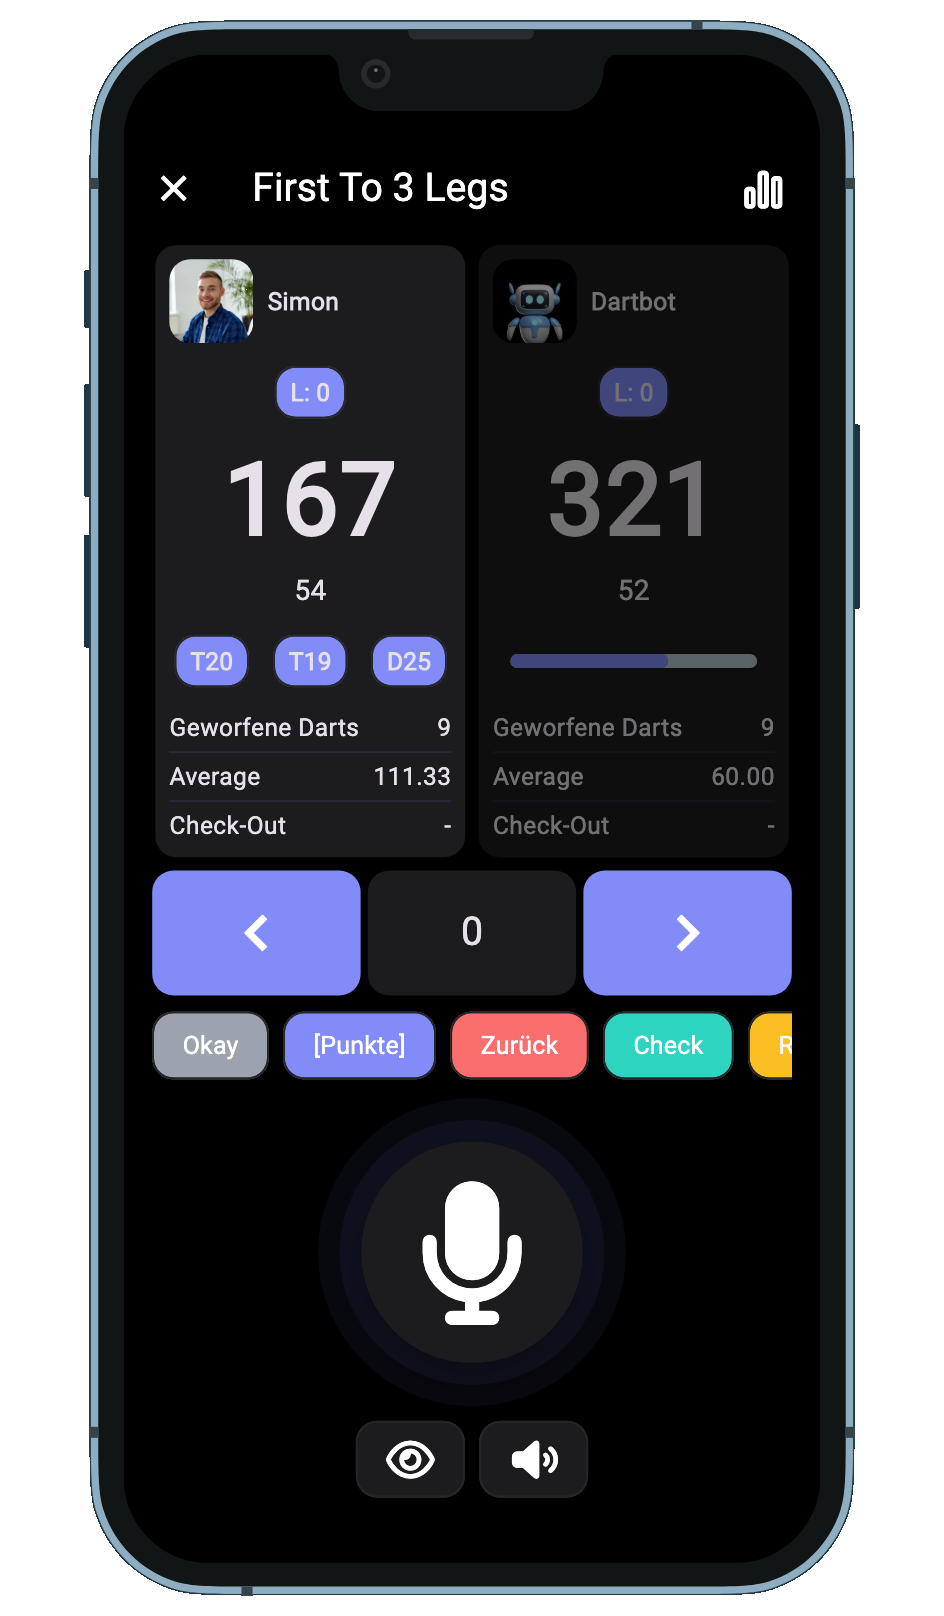 First To 3 Legs
Simon
L: 0
167
54
T20 T19 D25
Geworfene Darts 9
Average 111.33
Check-Out -
Dartbot
L: 0
321
52
Geworfene Darts 9
Average 60.00
Check-Out -
0
Okay [Punkte] Zurück Check R